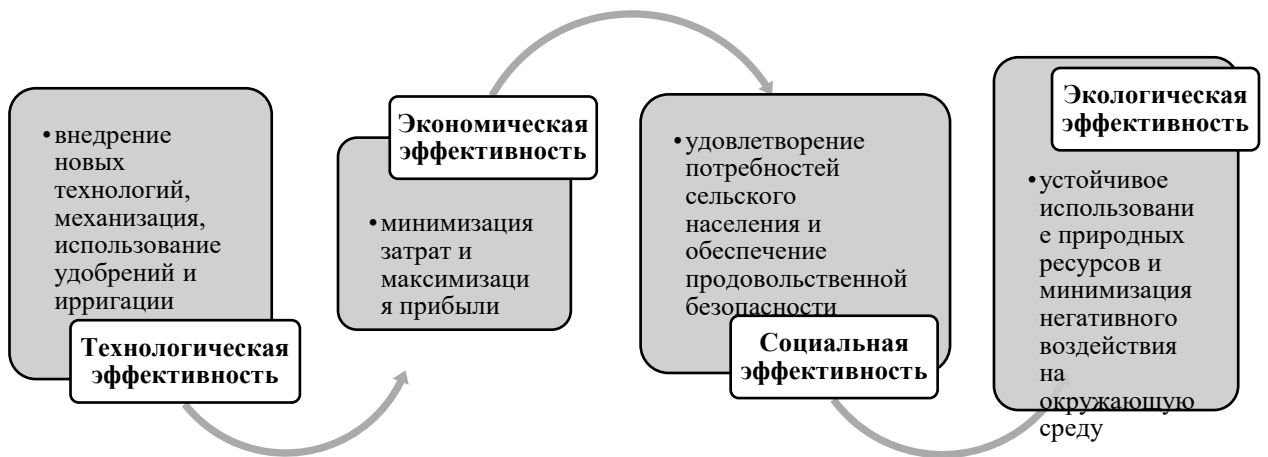 •внедрение
новых
технологий,
механизация,
использование
удобрений и
ирригации
Технологическая
эффективность
Экономическая
эффективность
•минимизация
затрат и
максимизаци
я прибыли
•удовлетворение
потребностей
сельского
населения и
обеспечение
продовольственной
безопасности
Социальная
эффективность
Экологическая
эффективность
•устойчивое
использовани
е природных
ресурсов и
минимизация
негативного
воздействия
на
окружающую
среду